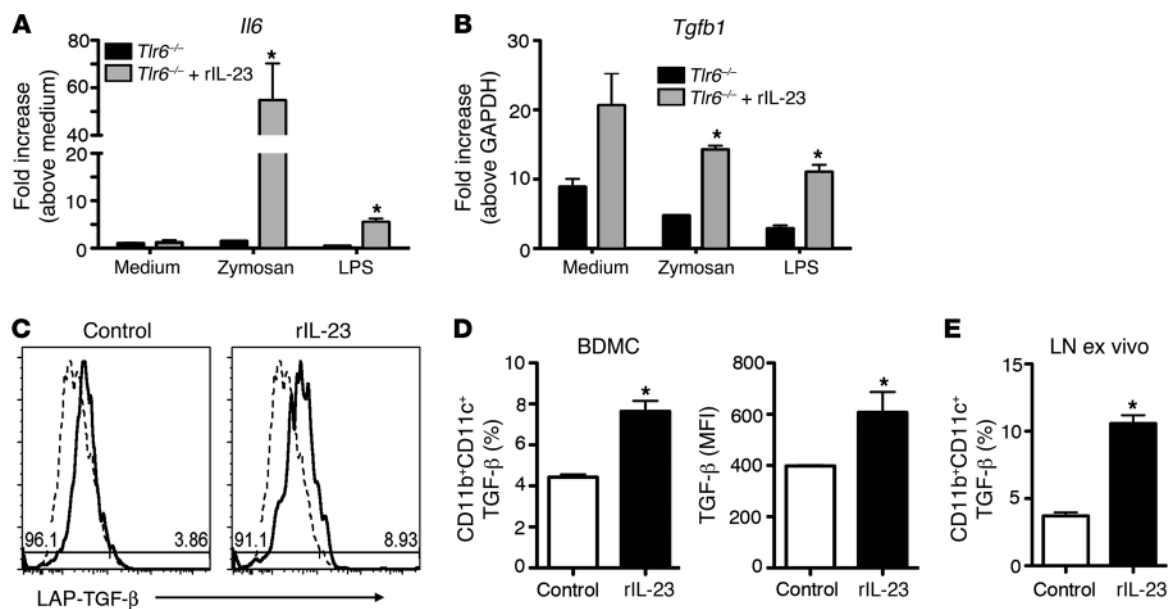 A
Il6
Fold increase
(above medium)
80
60
40
20
10
5
0
Tlr6–/–
Tlr6–/– + rIL-23
*
*
Medium Zymosan LPS
B
Tgfb1
Fold increase
(above GAPDH)
30
20
10
0
Tlr6–/–
Tlr6–/– + rIL-23
*
*
Medium Zymosan LPS
C
Control
rIL-23
96.1 3.86
91.1 8.93
LAP-TGF-β
D
BDMC
CD11b+CD11c+
TGF-β (%)
10
8
6
4
2
0
*
Control rIL-23
TGF-β (MFI)
800
600
400
200
0
*
Control rIL-23
E
LN ex vivo
CD11b+CD11c+
TGF-β (%)
15
10
5
0
*
Control rIL-23